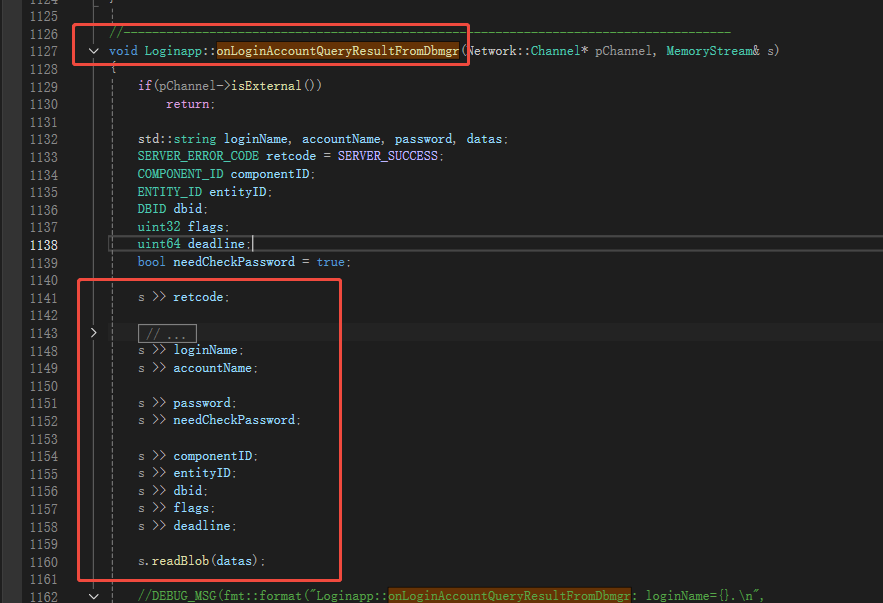 1124 }
1125
1126 //-------------------------------------------------------------------------------------
1127 void Loginapp::onLoginAccountQueryResultFromDbmgr(Network::Channel* pChannel, MemoryStream& s)
1128 {
1129 if(pChannel->isExternal())
1130 return;
1131
1132 std::string loginName, accountName, password, datas;
1133 SERVER_ERROR_CODE retcode = SERVER_SUCCESS;
1134 COMPONENT_ID componentID;
1135 ENTITY_ID entityID;
1136 DBID dbid;
1137 uint32 flags;
1138 uint64 deadline;
1139 bool needCheckPassword = true;
1140
1141 s >> retcode;
1142
1143 // ...
1148 s >> loginName;
1149 s >> accountName;
1150
1151 s >> password;
1152 s >> needCheckPassword;
1153
1154 s >> componentID;
1155 s >> entityID;
1156 s >> dbid;
1157 s >> flags;
1158 s >> deadline;
1159
1160 s.readBlob(datas);
1161
1162 //DEBUG_MSG(fmt::format("Loginapp::onLoginAccountQueryResultFromDbmgr: loginName={}.\n",